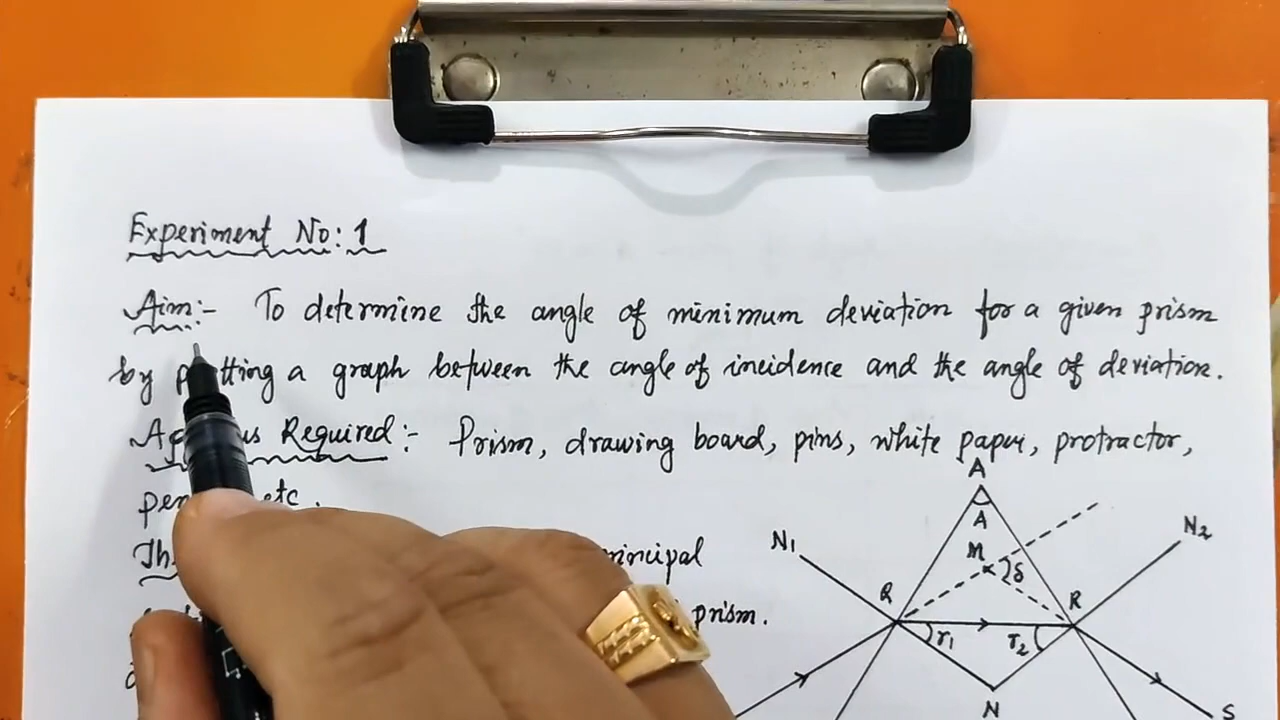 Experiment No: 1
Aim:- To determine the angle of minimum deviation for a given prism
by plotting a graph between the angle of incidence and the angle of deviation.
Required:- Prism, drawing board, pins, white paper, protractor,
etc.
principal
prism.
A
A
M
δ
N1
N2
Q
R
r1
r2
N
S